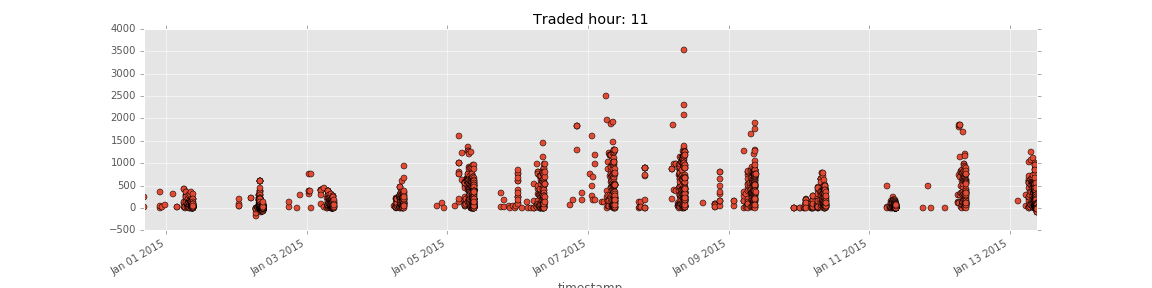 Traded hour: 11
4000
3500
3000
2500
2000
1500
1000
500
0
−500
Jan 01 2015
Jan 03 2015
Jan 05 2015
Jan 07 2015
Jan 09 2015
Jan 11 2015
Jan 13 2015
timestamp